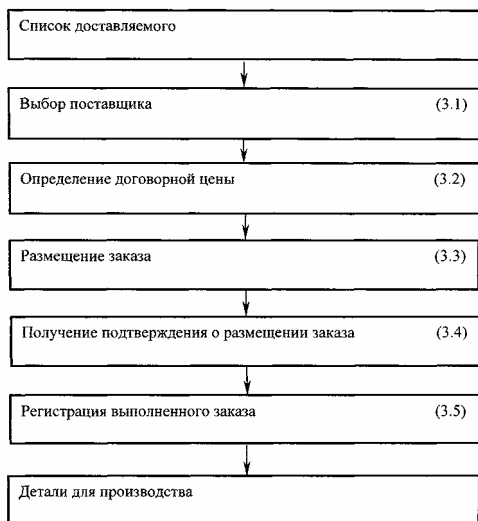 Список доставляемого
Выбор поставщика (3.1)
Определение договорной цены (3.2)
Размещение заказа (3.3)
Получение подтверждения о размещении заказа (3.4)
Регистрация выполненного заказа (3.5)
Детали для производства